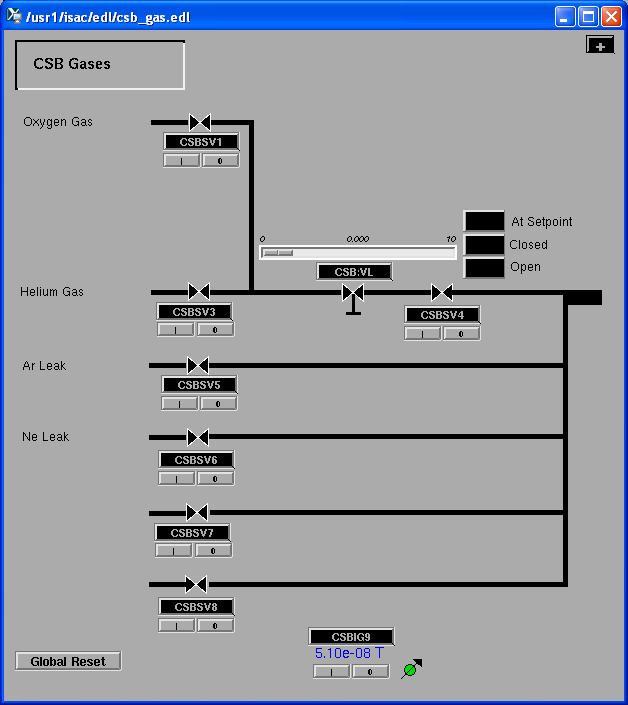 /usr1/isac/edl/csb_gas.edl
+
CSB Gases
Oxygen Gas
CSBSV1
I 0
0 0.000 10
At Setpoint
Closed
Open
CSB:VL
Helium Gas
CSBSV3
I 0
CSBSV4
I 0
Ar Leak
CSBSV5
I 0
Ne Leak
CSBSV6
I 0
CSBSV7
I 0
CSBSV8
I 0
CSBIG9
5.10e-08 T
I 0
Global Reset